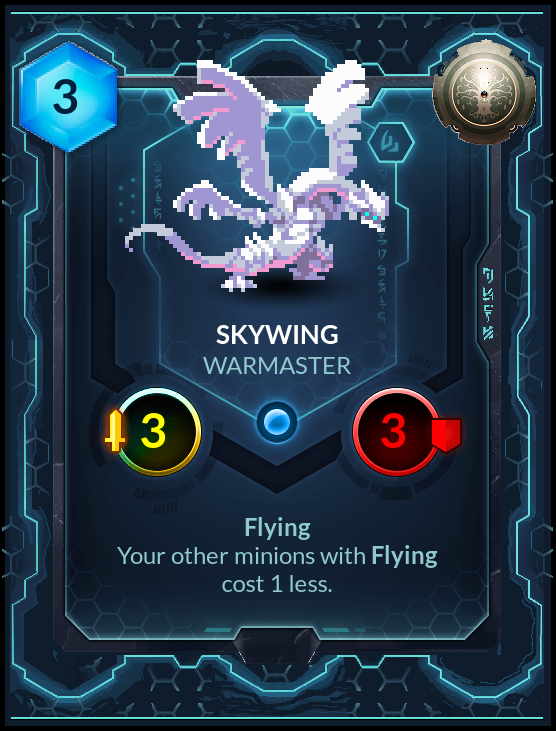 3
SKYWING
WARMASTER
3
3
Flying
Your other minions with Flying
cost 1 less.